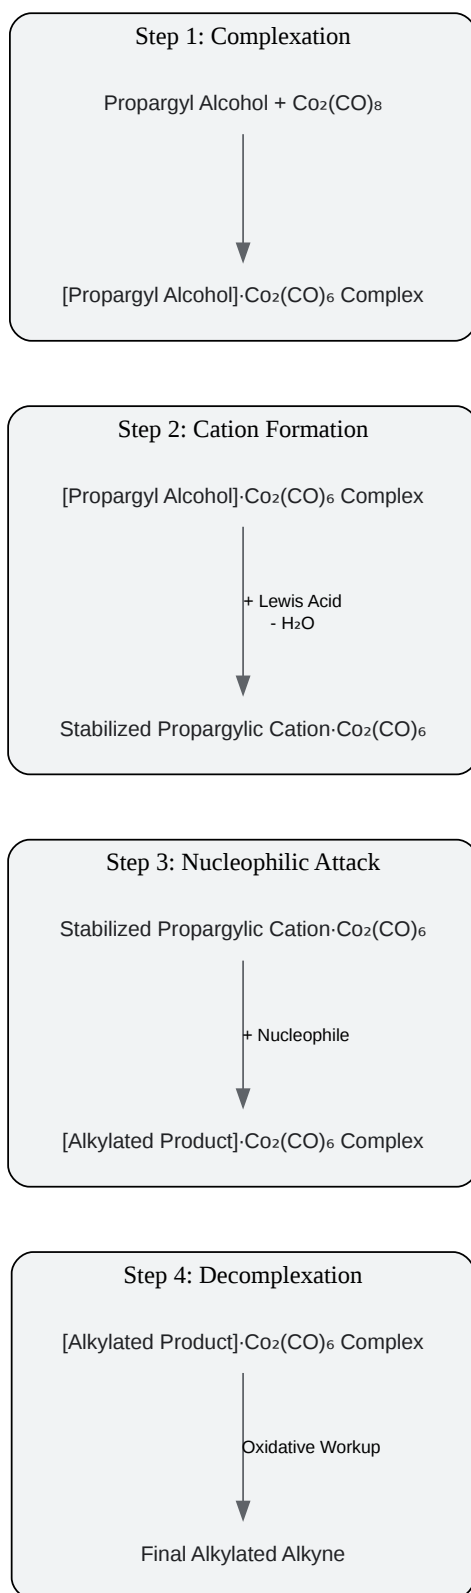 Step 1: Complexation
Propargyl Alcohol + Co₂(CO)₈
[Propargyl Alcohol]·Co₂(CO)₆ Complex
Step 2: Cation Formation
[Propargyl Alcohol]·Co₂(CO)₆ Complex
+ Lewis Acid
- H₂O
Stabilized Propargylic Cation·Co₂(CO)₆
Step 3: Nucleophilic Attack
Stabilized Propargylic Cation·Co₂(CO)₆
+ Nucleophile
[Alkylated Product]·Co₂(CO)₆ Complex
Step 4: Decomplexation
[Alkylated Product]·Co₂(CO)₆ Complex
Oxidative Workup
Final Alkylated Alkyne